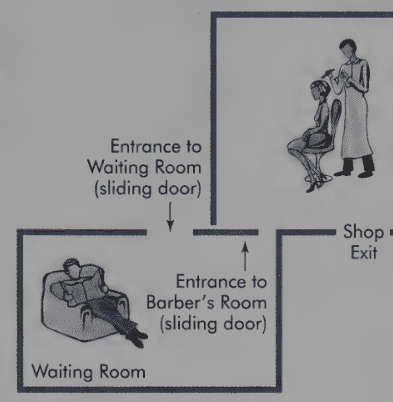 Entrance to
Waiting Room
(sliding door)
Shop
Exit
Entrance to
Barber's Room
(sliding door)
Waiting Room